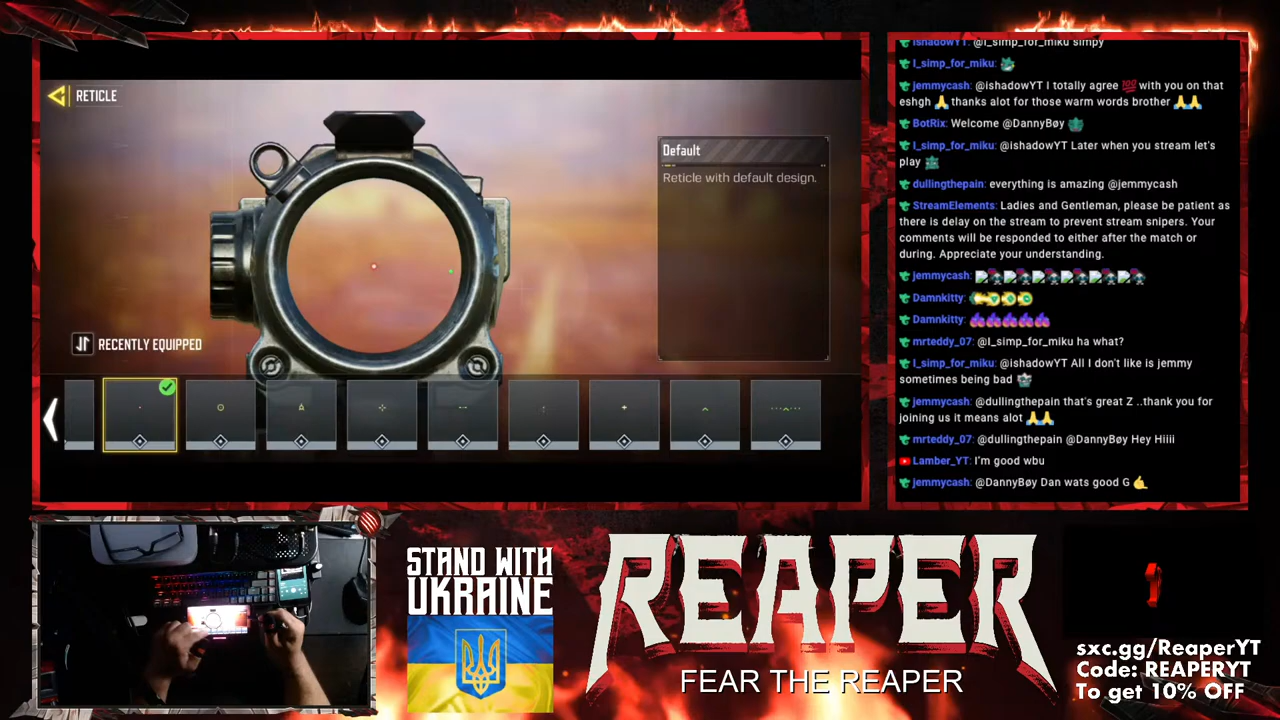 RETICLE
Default
Reticle with default design.
RECENTLY EQUIPPED
ishadowYT: @I_simp_for_miku simpy
I_simp_for_miku:
jemmycash: @ishadowYT I totally agree 💯 with you on that
eshgh 🙏 thanks alot for those warm words brother 🙏🙏
BotRix: Welcome @DannyBøy
I_simp_for_miku: @ishadowYT Later when you stream let's
play
dullingthepain: everything is amazing @jemmycash
StreamElements: Ladies and Gentleman, please be patient as
there is delay on the stream to prevent stream snipers. Your
comments will be responded to either after the match or
during. Appreciate your understanding.
jemmycash:
Damnkitty:
Damnkitty:
mrteddy_07: @I_simp_for_miku ha what?
I_simp_for_miku: @ishadowYT All I don't like is jemmy
sometimes being bad
jemmycash: @dullingthepain that's great Z ..thank you for
joining us it means alot 🙏🙏
mrteddy_07: @dullingthepain @DannyBøy Hey Hiiii
Lamber_YT: I'm good wbu
jemmycash: @DannyBøy Dan wats good G 🤙
STAND WITH
UKRAINE
REAPER
FEAR THE REAPER
sxc.gg/ReaperYT
Code: REAPERYT
To get 10% OFF